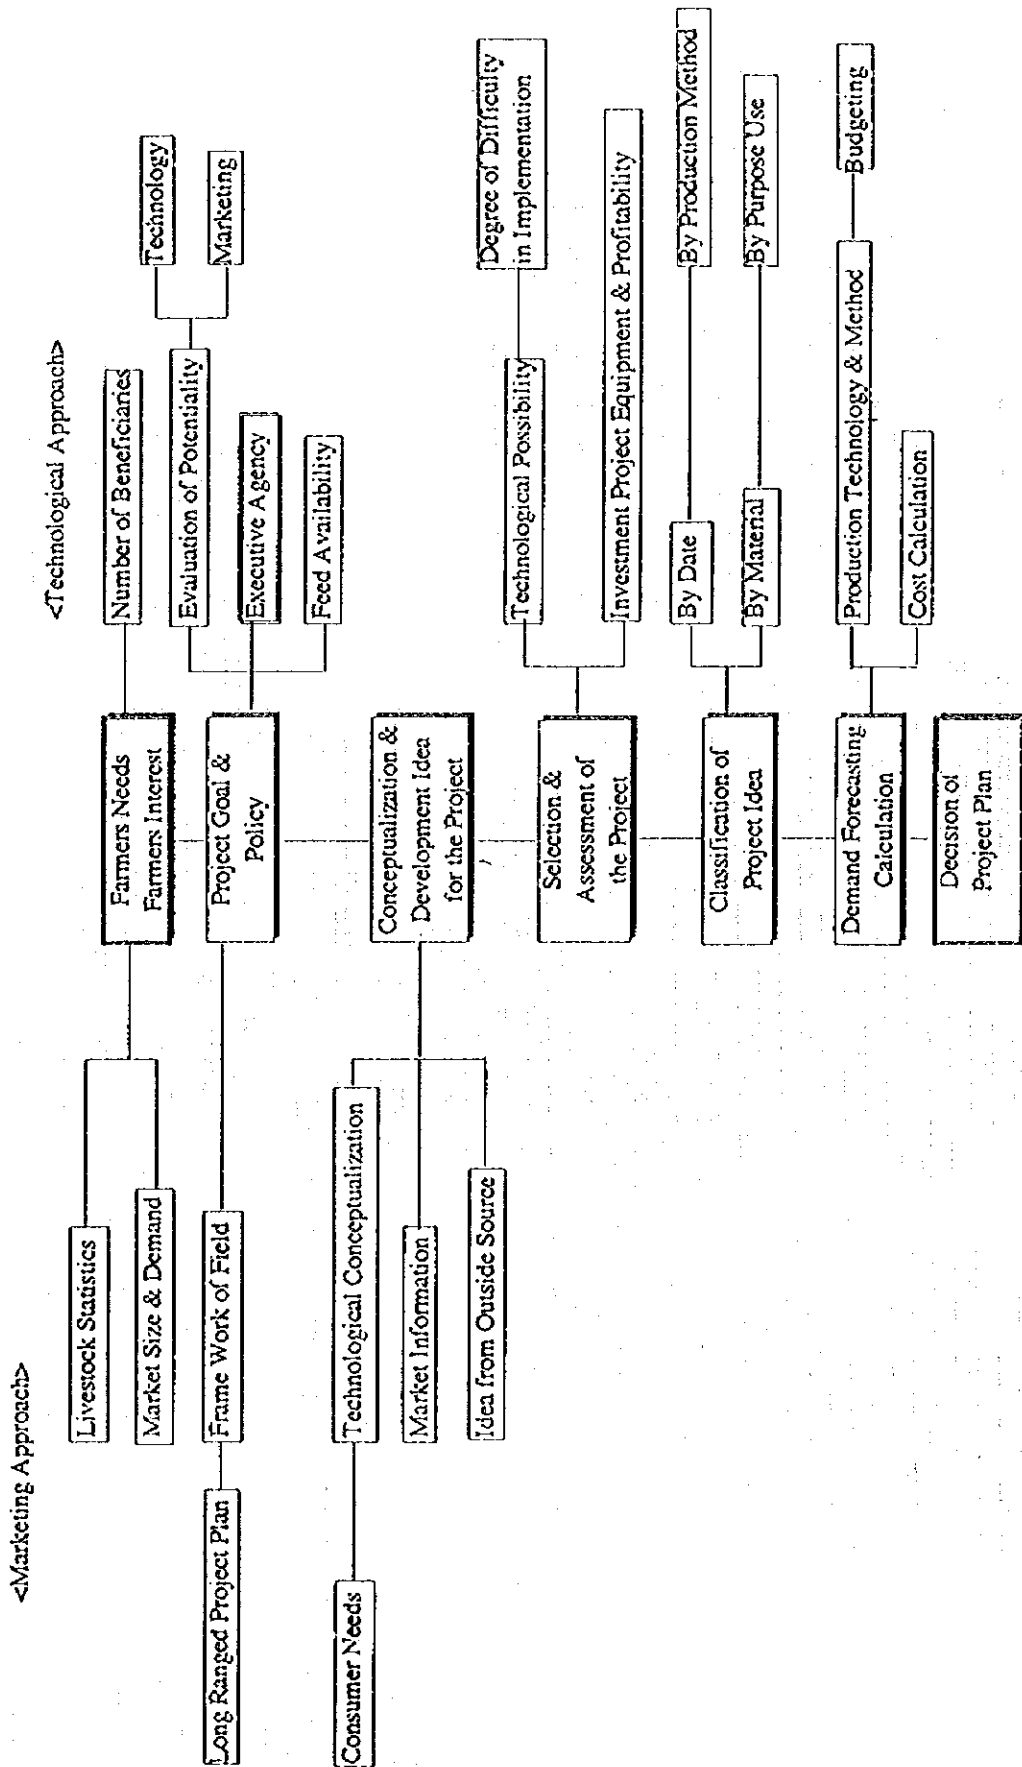 <Marketing Approach>
<Technological Approach>
Livestock Statistics
Market Size & Demand
Farmers Needs
Farmers Interest
Number of Beneficiaries
Long Ranged Project Plan
Frame Work of Field
Project Goal &
Policy
Evaluation of Potentiality
Technology
Marketing
Executive Agency
Feed Availability
Consumer Needs
Technological Conceptualization
Market Information
Idea from Outside Source
Conceptualization &
Development Idea
for the Project
Selection &
Assessment of
the Project
Technological Possibility
Degree of Difficulty
in Implementation
Investment Project Equipment & Profitability
Classification of
Project Idea
By Date
By Production Method
By Material
By Purpose Use
Demand Forecasting
Calculation
Production Technology & Method
Budgeting
Cost Calculation
Decision of
Project Plan